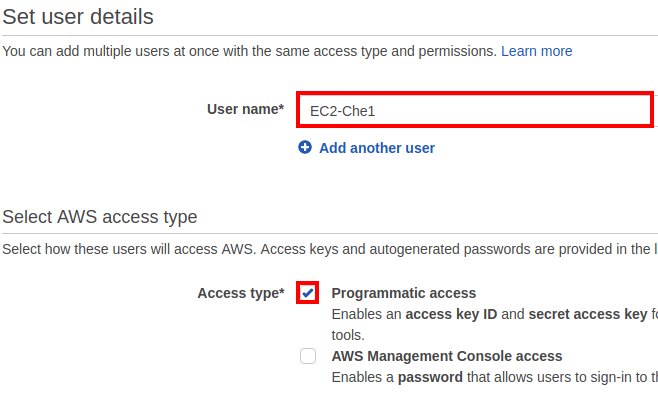 Set user details
You can add multiple users at once with the same access type and permissions. Learn more
User name* EC2-Che1
Add another user
Select AWS access type
Select how these users will access AWS. Access keys and autogenerated passwords are provided in the l
Access type* Programmatic access
Enables an access key ID and secret access key fo
tools.
AWS Management Console access
Enables a password that allows users to sign-in to th